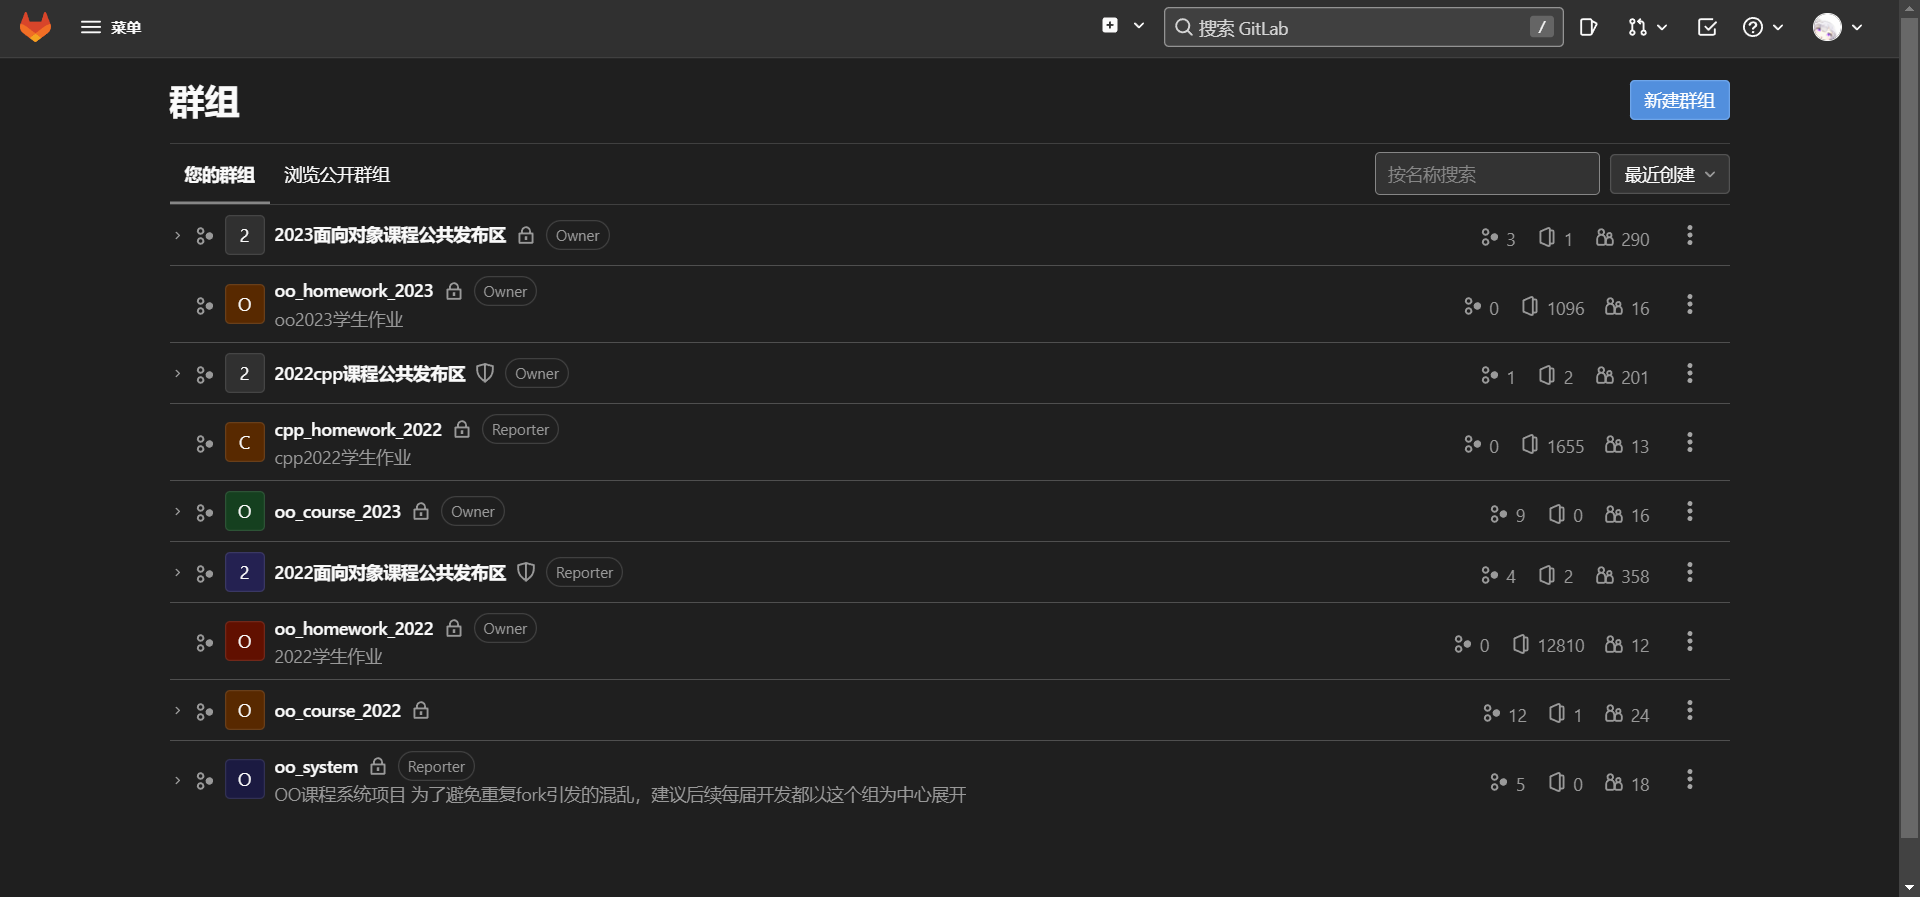 菜单
搜索 GitLab /
群组
新建群组
您的群组 浏览公开群组 按名称搜索 最近创建
2 2023面向对象课程公共发布区 Owner 3 1 290
O oo_homework_2023 Owner 0 1096 16
oo2023学生作业
2 2022cpp课程公共发布区 Owner 1 2 201
C cpp_homework_2022 Reporter 0 1655 13
cpp2022学生作业
O oo_course_2023 Owner 9 0 16
2 2022面向对象课程公共发布区 Reporter 4 2 358
O oo_homework_2022 Owner 0 12810 12
2022学生作业
O oo_course_2022 12 1 24
O oo_system Reporter 5 0 18
OO课程系统项目 为了避免重复fork引发的混乱，建议后续每届开发都以这个组为中心展开